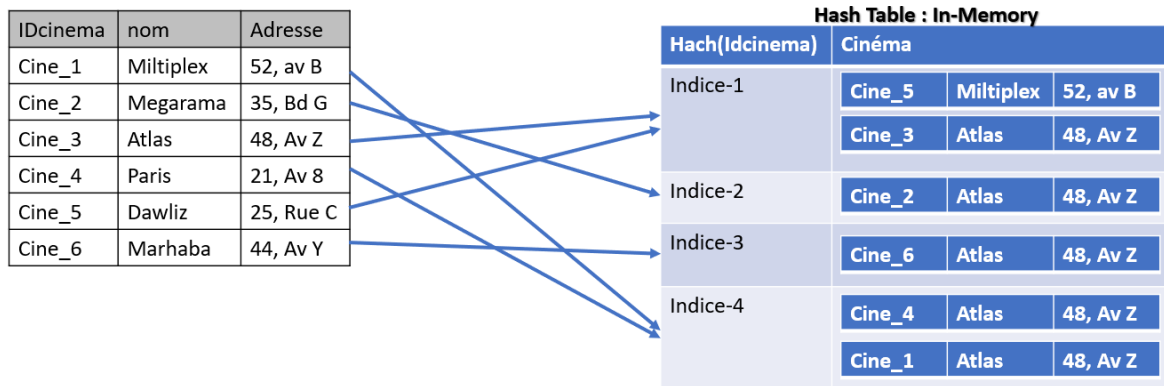 IDcinema nom Adresse
Cine_1 Miltiplex 52, av B
Cine_2 Megarama 35, Bd G
Cine_3 Atlas 48, Av Z
Cine_4 Paris 21, Av 8
Cine_5 Dawliz 25, Rue C
Cine_6 Marhaba 44, Av Y
Hash Table : In-Memory
Hach(Idcinema) Cinéma
Indice-1 Cine_5 Miltiplex 52, av B
Cine_3 Atlas 48, Av Z
Indice-2 Cine_2 Atlas 48, Av Z
Indice-3 Cine_6 Atlas 48, Av Z
Indice-4 Cine_4 Atlas 48, Av Z
Cine_1 Atlas 48, Av Z